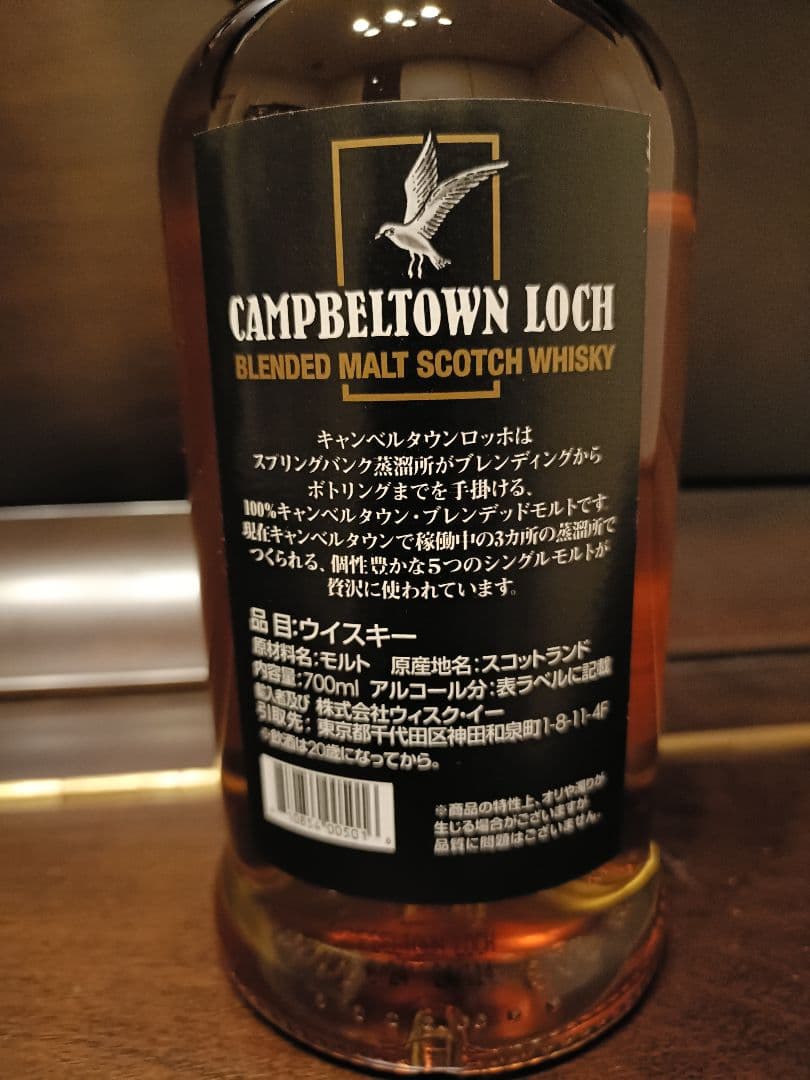 CAMPBELTOWN LOCH
BLENDED MALT SCOTCH WHISKY
キャンベルタウンロッホは
スプリングバンク蒸溜所がブレンディングから
ボトリングまでを手掛ける、
100%キャンベルタウン・ブレンデッドモルトです。
現在キャンベルタウンで稼働中の3カ所の蒸溜所で
つくられる、個性豊かな5つのシングルモルトが
贅沢に使われています。
品目:ウイスキー
原材料名:モルト 原産地名:スコットランド
内容量:700ml アルコール分:表ラベルに記載
輸入者及び 株式会社ウィスク・イー
引取先: 東京都千代田区神田和泉町1-8-11-4F
※飲酒は20歳になってから。
※商品の特性上、オリや濁りが
生じる場合がございますが
品質に問題はございません。